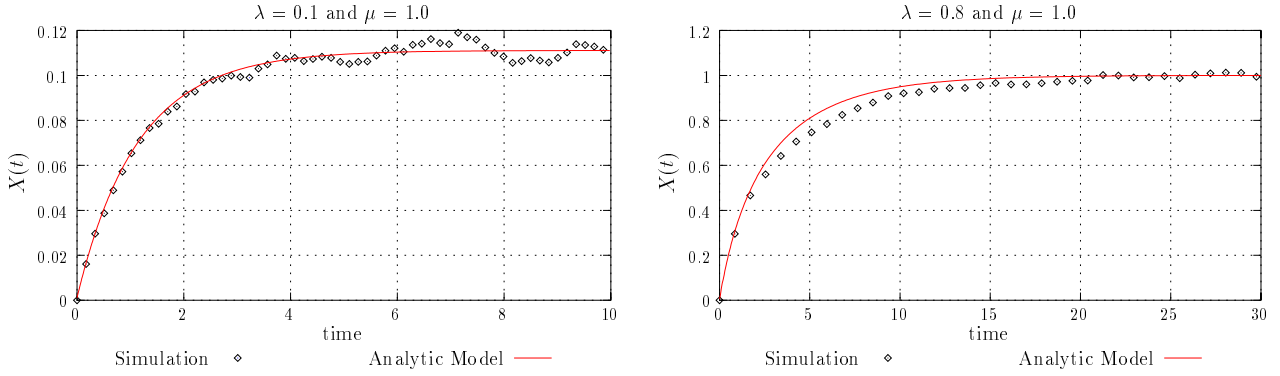 λ = 0.1 and μ = 1.0
0.12
0.1
0.08
0.06
0.04
0.02
0
X(t)
0 2 4 6 8 10
time
Simulation Analytic Model
λ = 0.8 and μ = 1.0
1.2
1
0.8
0.6
0.4
0.2
0
X(t)
0 5 10 15 20 25 30
time
Simulation Analytic Model